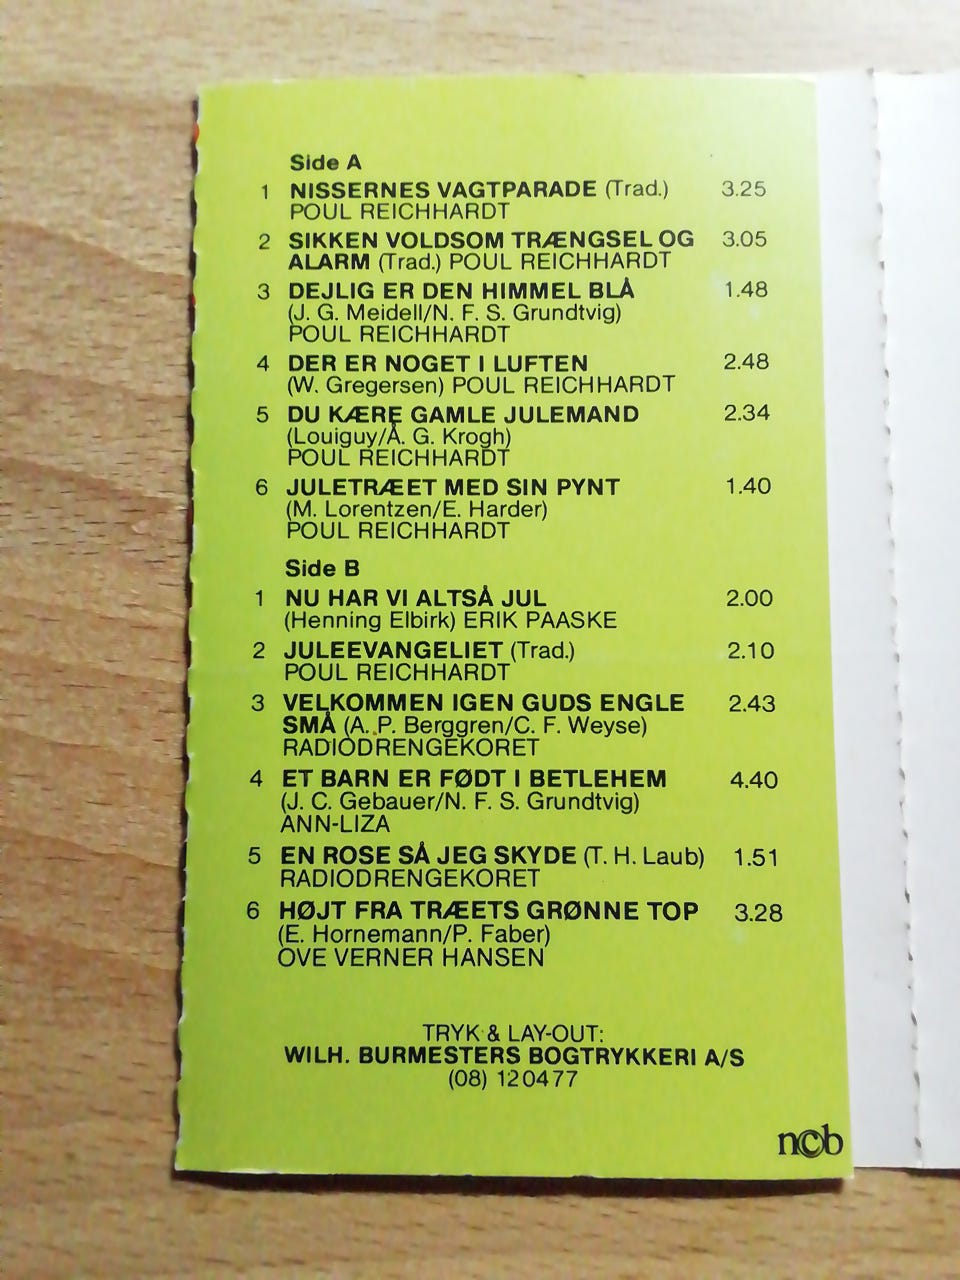 Side A
1 NISSERNES VAGTPARADE (Trad.) 3.25
POUL REICHHARDT
2 SIKKEN VOLDSOM TRÆNGSEL OG 3.05
ALARM (Trad.) POUL REICHHARDT
3 DEJLIG ER DEN HIMMEL BLÅ 1.48
(J. G. Meidell/N. F. S. Grundtvig)
POUL REICHHARDT
4 DER ER NOGET I LUFTEN 2.48
(W. Gregersen) POUL REICHHARDT
5 DU KÆRE GAMLE JULEMAND 2.34
(Louiguy/A. G. Krogh)
POUL REICHHARDT
6 JULETRÆET MED SIN PYNT 1.40
(M. Lorentzen/E. Harder)
POUL REICHHARDT
Side B
1 NU HAR VI ALTSÅ JUL 2.00
(Henning Elbirk) ERIK PAASKE
2 JULEEVANGELIET (Trad.) 2.10
POUL REICHHARDT
3 VELKOMMEN IGEN GUDS ENGLE 2.43
SMÅ (A. P. Berggren/C. F. Weyse)
RADIODRENGEKORET
4 ET BARN ER FØDT I BETLEHEM 4.40
(J. C. Gebauer/N. F. S. Grundtvig)
ANN-LIZA
5 EN ROSE SÅ JEG SKYDE (T. H. Laub) 1.51
RADIODRENGEKORET
6 HØJT FRA TRÆETS GRØNNE TOP 3.28
(E. Hornemann/P. Faber)
OVE VERNER HANSEN
TRYK & LAY-OUT:
WILH. BURMESTERS BOGTRYKKERI A/S
(08) 120477
ncb